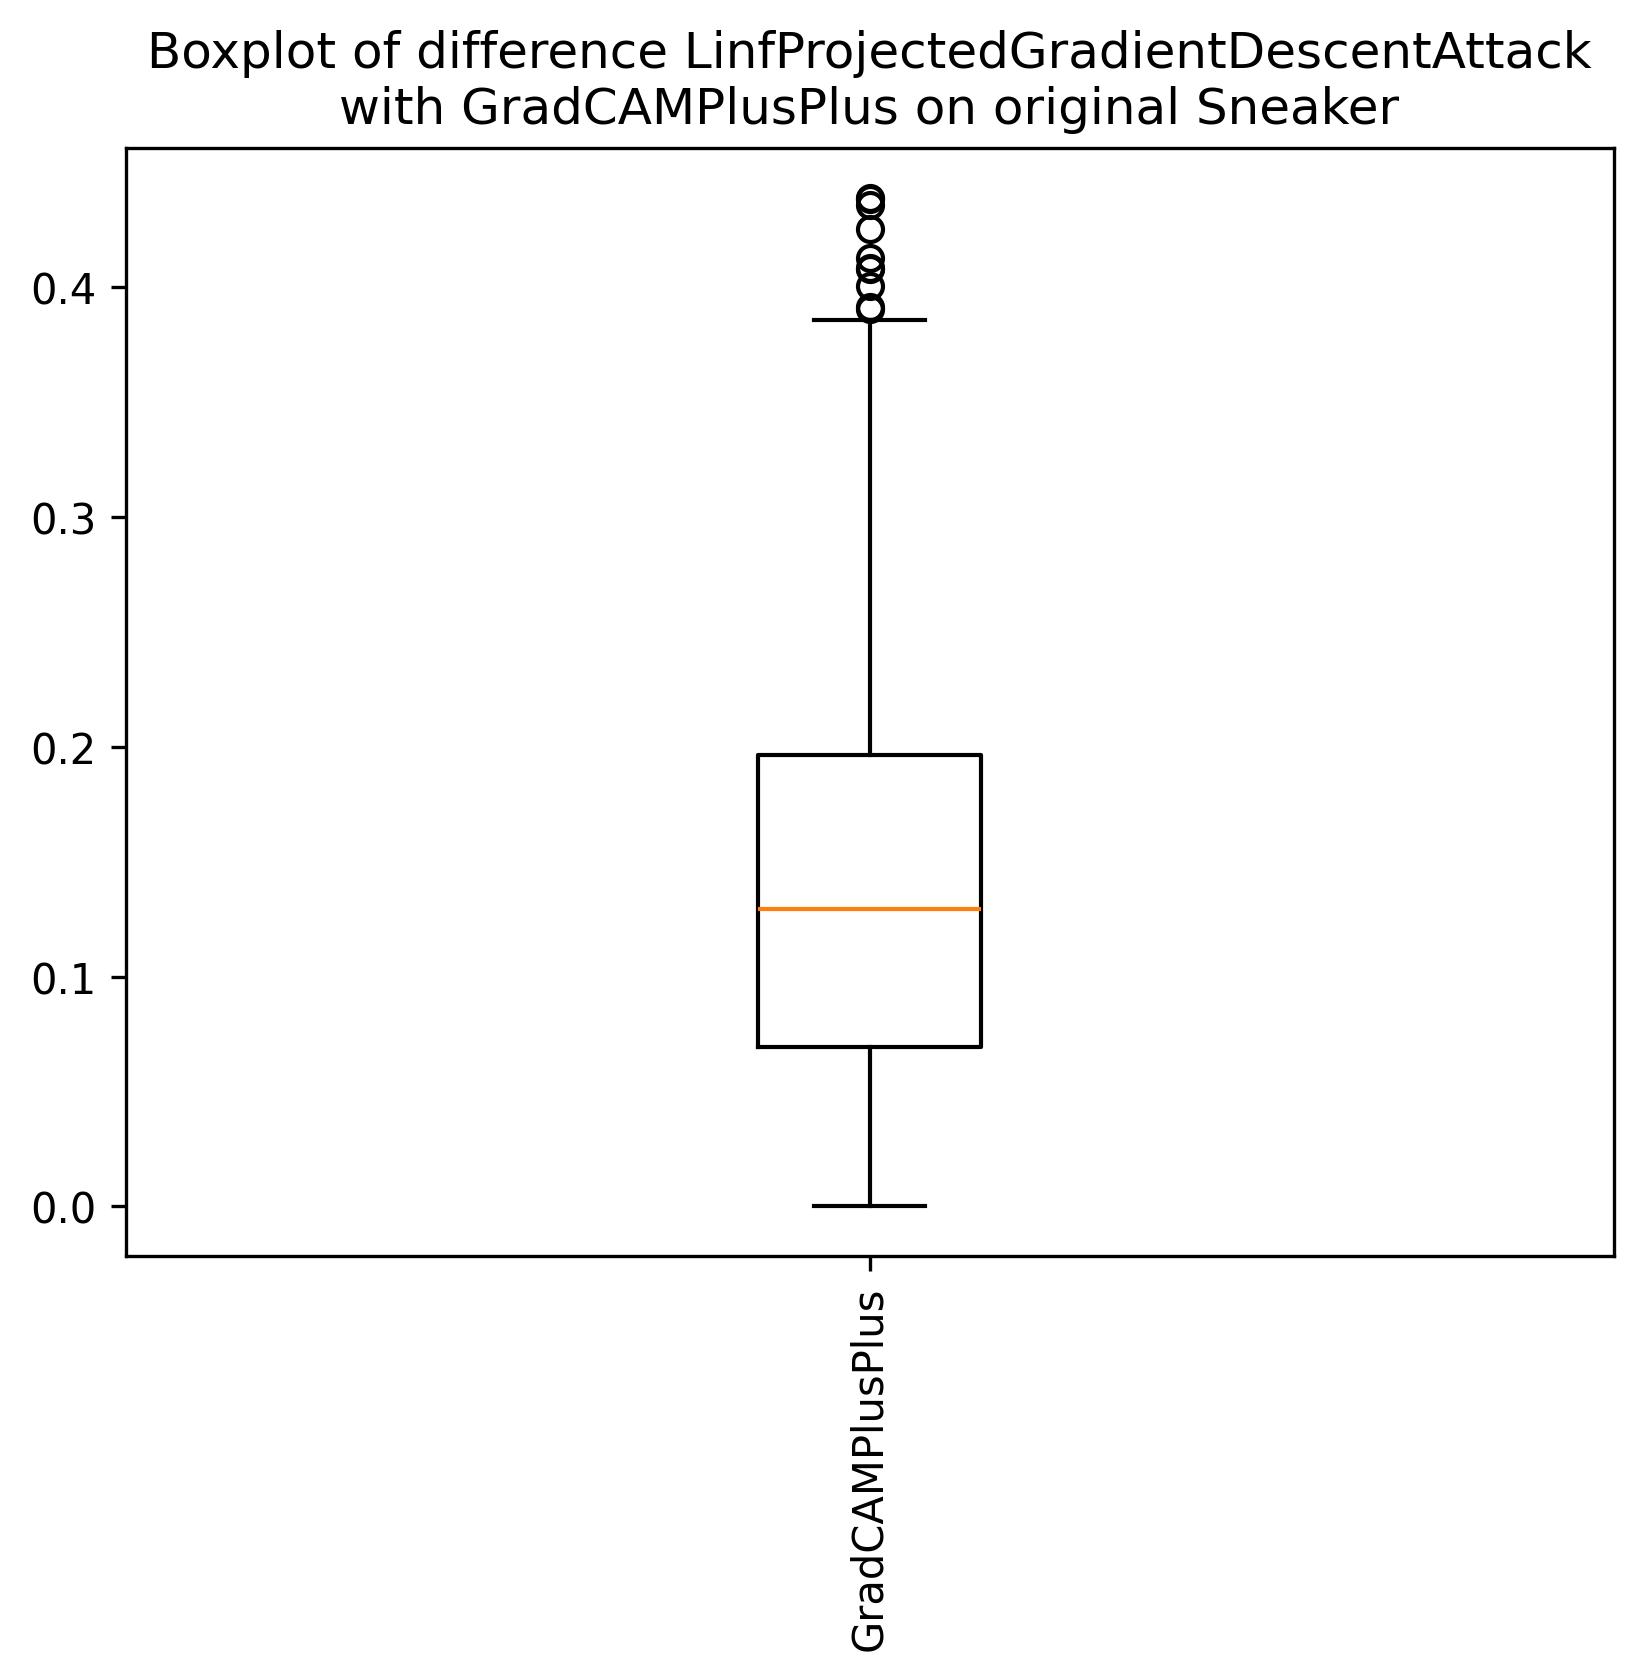 Boxplot of difference LinfProjectedGradientDescentAttack
with GradCAMPlusPlus on original Sneaker
0.4
0.3
0.2
0.1
0.0
GradCAMPlusPlus